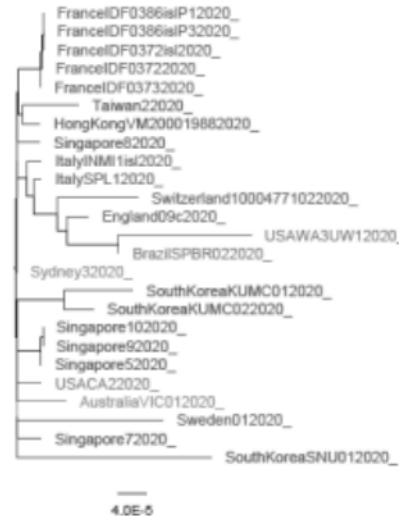 FranceIDF0386islP12020_
FranceIDF0386islP32020_
FranceIDF0372isl2020_
FranceIDF03722020_
FranceIDF03732020_
Taiwan22020_
HongKongVM200019882020_
Singapore82020_
ItalyINMI1isl2020_
ItalySPL12020_
Switzerland10004771022020_
England09c2020_
USAWA3UW12020_
BrazilSPBR022020_
Sydney32020_
SouthKoreaKUMC012020_
SouthKoreaKUMC022020_
Singapore102020_
Singapore92020_
Singapore52020_
USACA22020_
AustraliaVIC012020_
Sweden012020_
Singapore72020_
SouthKoreaSNU012020_
4.0E-5